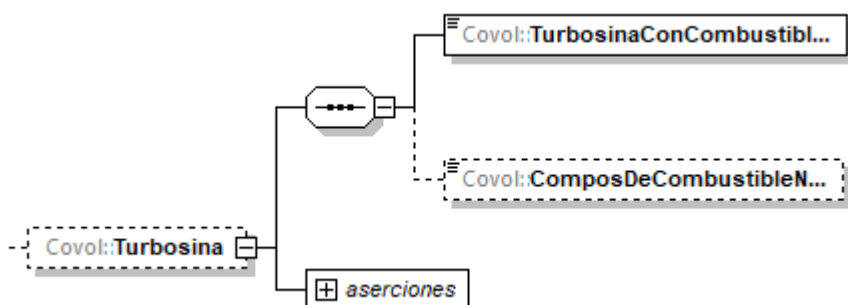 Covol::TurbosinaConCombustibl...
Covol::ComposDeCombustibleN...
Covol::Turbosina
aserciones